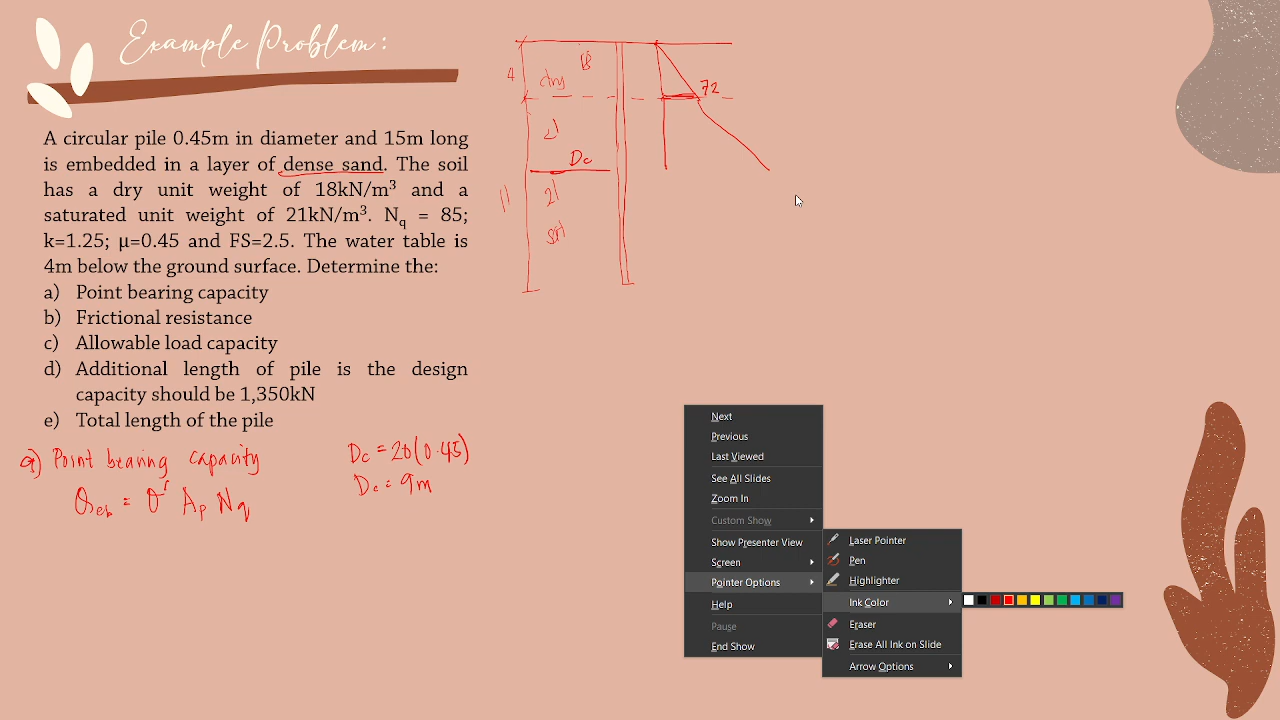 Example Problem:
A circular pile 0.45m in diameter and 15m long
is embedded in a layer of dense sand. The soil
has a dry unit weight of 18kN/m³ and a
saturated unit weight of 21kN/m³. Nq = 85;
k=1.25; μ=0.45 and FS=2.5. The water table is
4m below the ground surface. Determine the:
a) Point bearing capacity
b) Frictional resistance
c) Allowable load capacity
d) Additional length of pile is the design
capacity should be 1,350kN
e) Total length of the pile
a) Point bearing capacity
Ap Nq
Dc = 20(0.45)
Dc = 9m
4
dry
18
72
21
Dc
11
21
sat
Next
Previous
Last Viewed
See All Slides
Zoom In
Custom Show
Show Presenter View
Screen
Pointer Options
Help
Pause
End Show
Laser Pointer
Pen
Highlighter
Ink Color
Eraser
Erase All Ink on Slide
Arrow Options